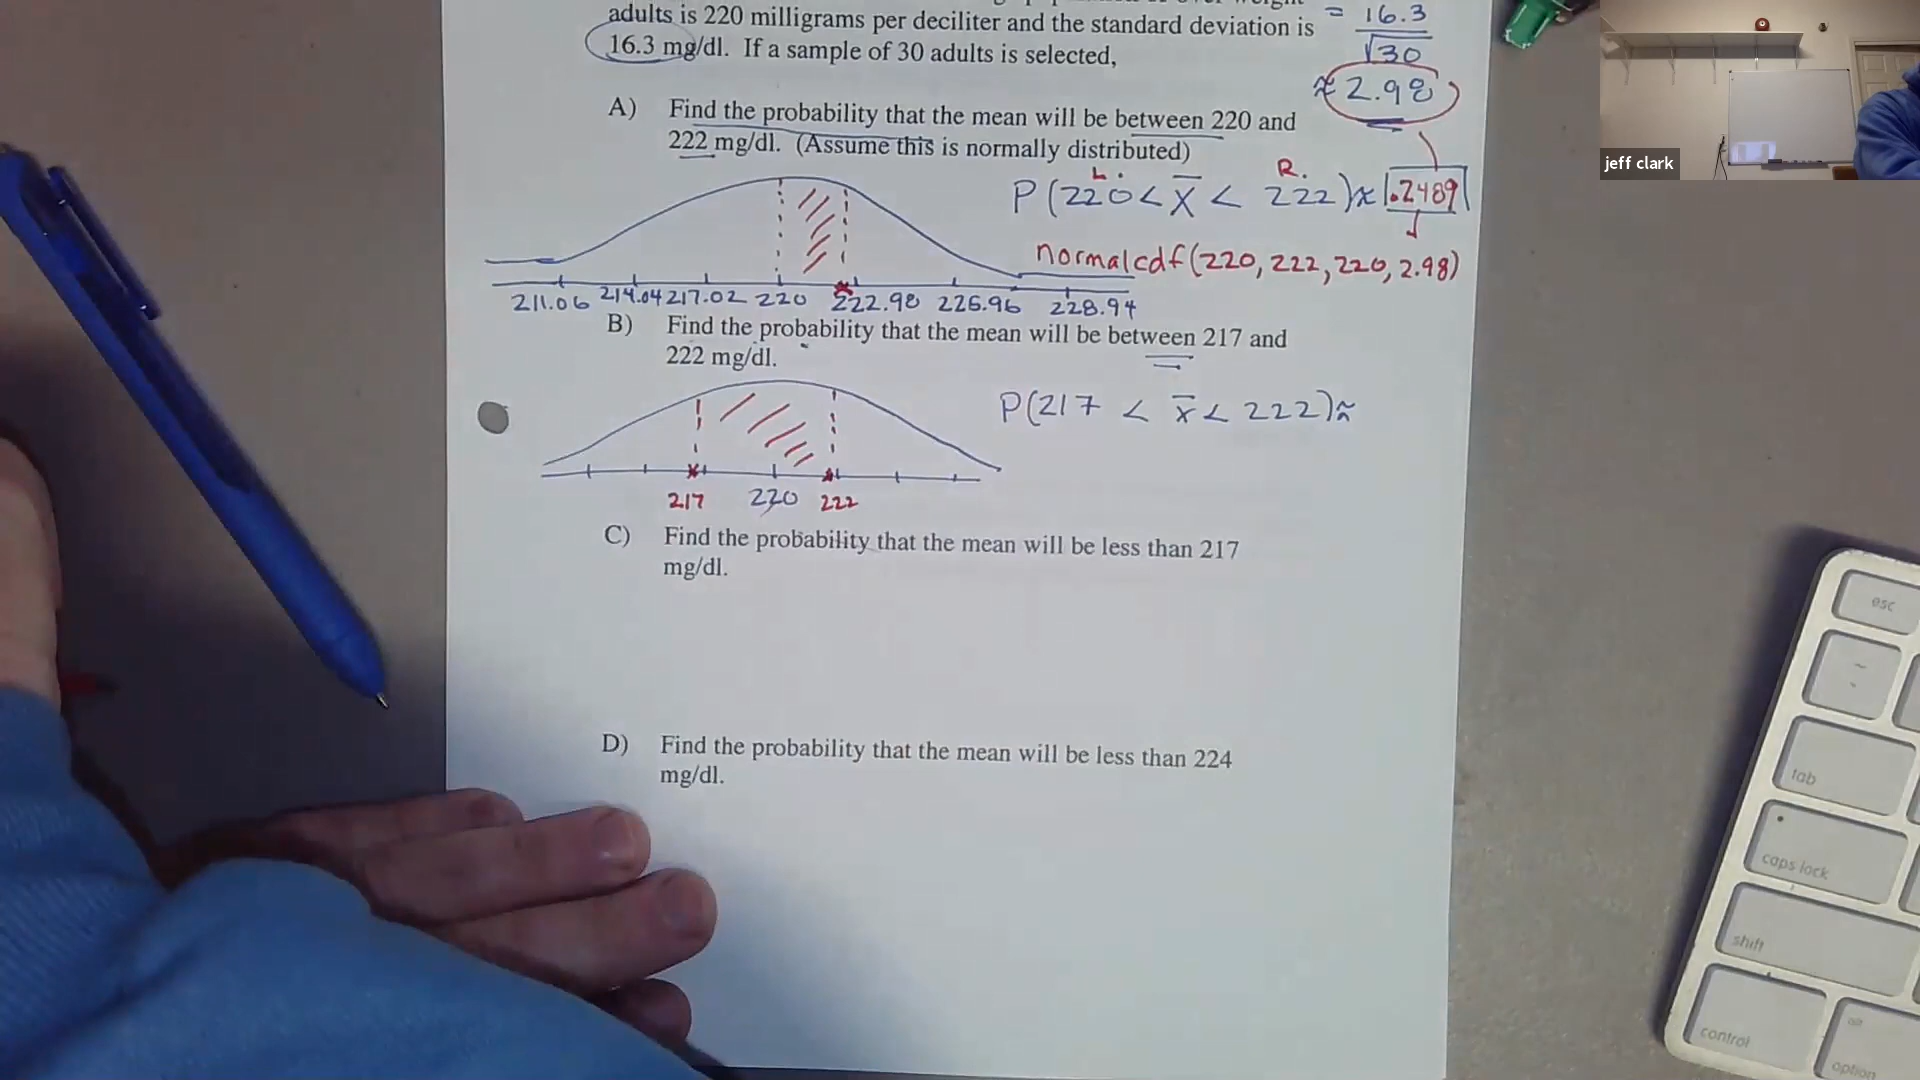 adults is 220 milligrams per deciliter and the standard deviation is
16.3 mg/dl. If a sample of 30 adults is selected,
= 16.3
√30
≈ 2.98
jeff clark
A) Find the probability that the mean will be between 220 and
222 mg/dl. (Assume this is normally distributed)
L. R.
P(220 < x̅ < 222) ≈ .2489
normalcdf(220, 222, 220, 2.98)
211.06 214.04 217.02 220 222.98 225.96 228.94
B) Find the probability that the mean will be between 217 and
222 mg/dl.
P(217 < x̅ < 222) ≈
217 220 222
C) Find the probability that the mean will be less than 217
mg/dl.
D) Find the probability that the mean will be less than 224
mg/dl.
esc
~
tab
caps lock
shift
control
alt
option